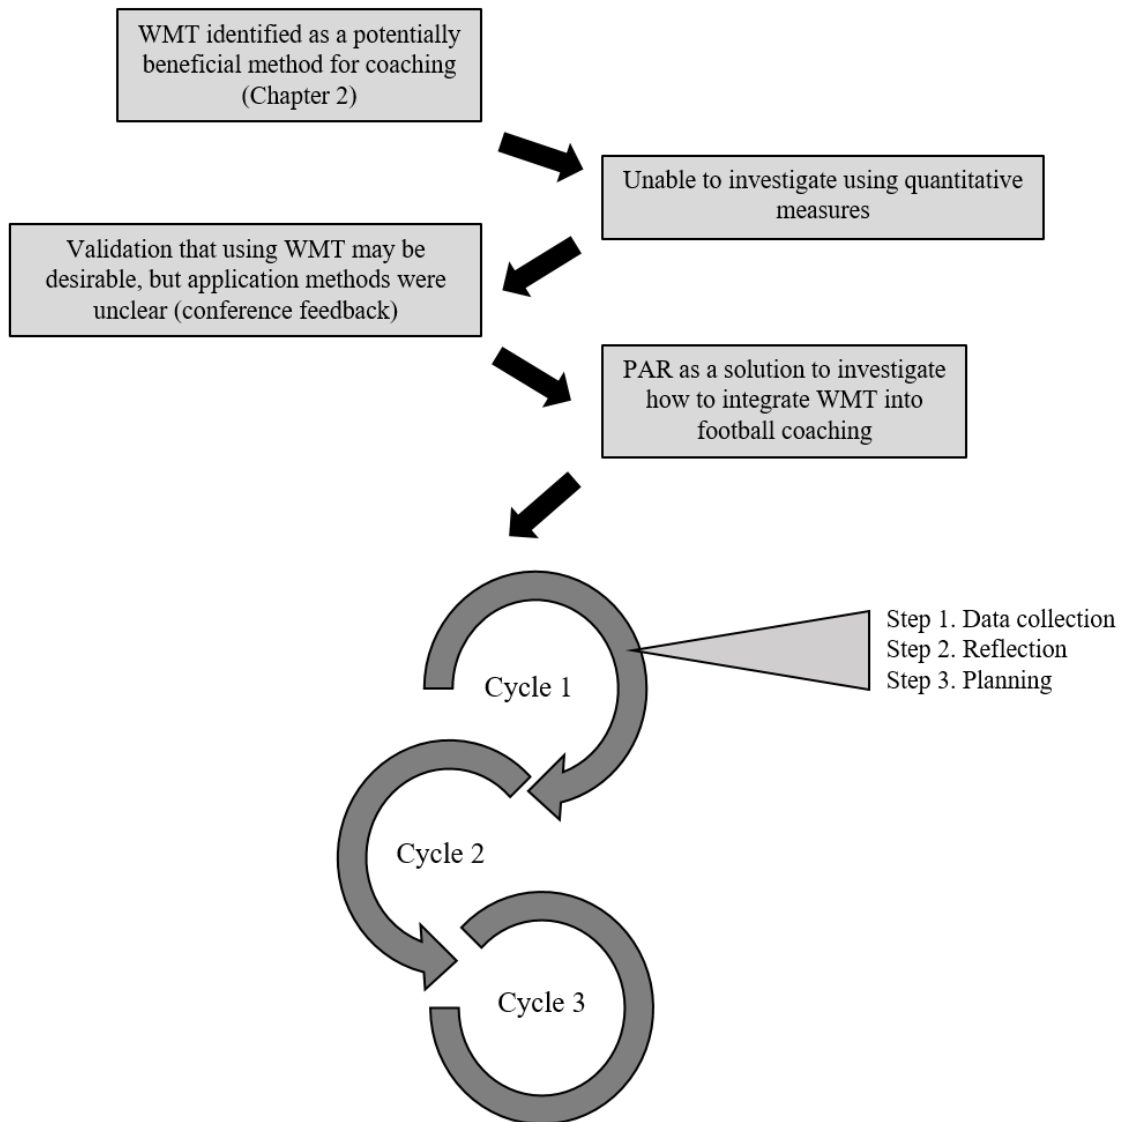 WMT identified as a potentially
beneficial method for coaching
(Chapter 2)
Unable to investigate using quantitative
measures
Validation that using WMT may be
desirable, but application methods were
unclear (conference feedback)
PAR as a solution to investigate
how to integrate WMT into
football coaching
Step 1. Data collection
Step 2. Reflection
Step 3. Planning
Cycle 1
Cycle 2
Cycle 3